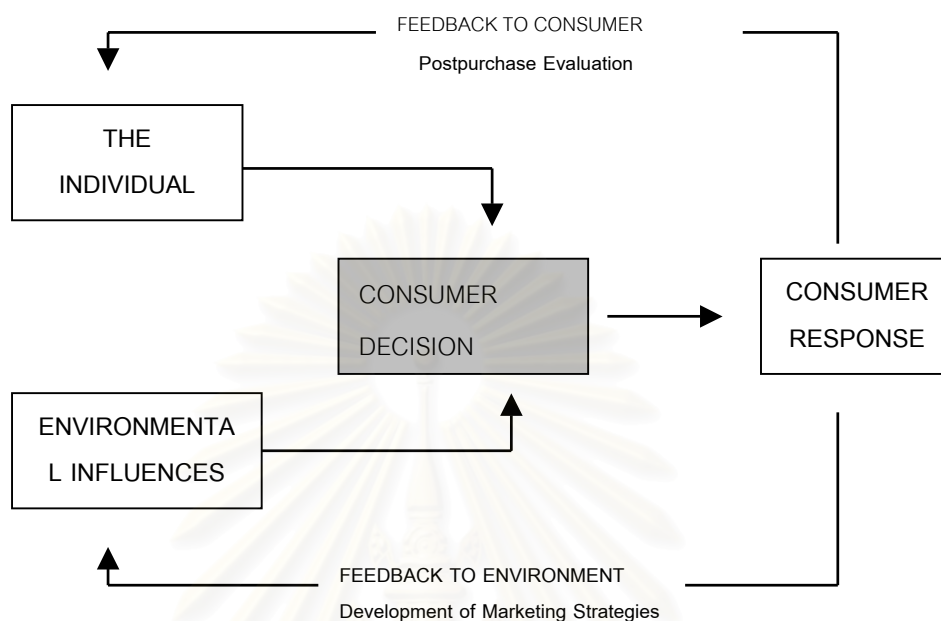 FEEDBACK TO CONSUMER
Postpurchase Evaluation
THE
INDIVIDUAL
CONSUMER
DECISION
CONSUMER
RESPONSE
ENVIRONMENTA
L INFLUENCES
FEEDBACK TO ENVIRONMENT
Development of Marketing Strategies